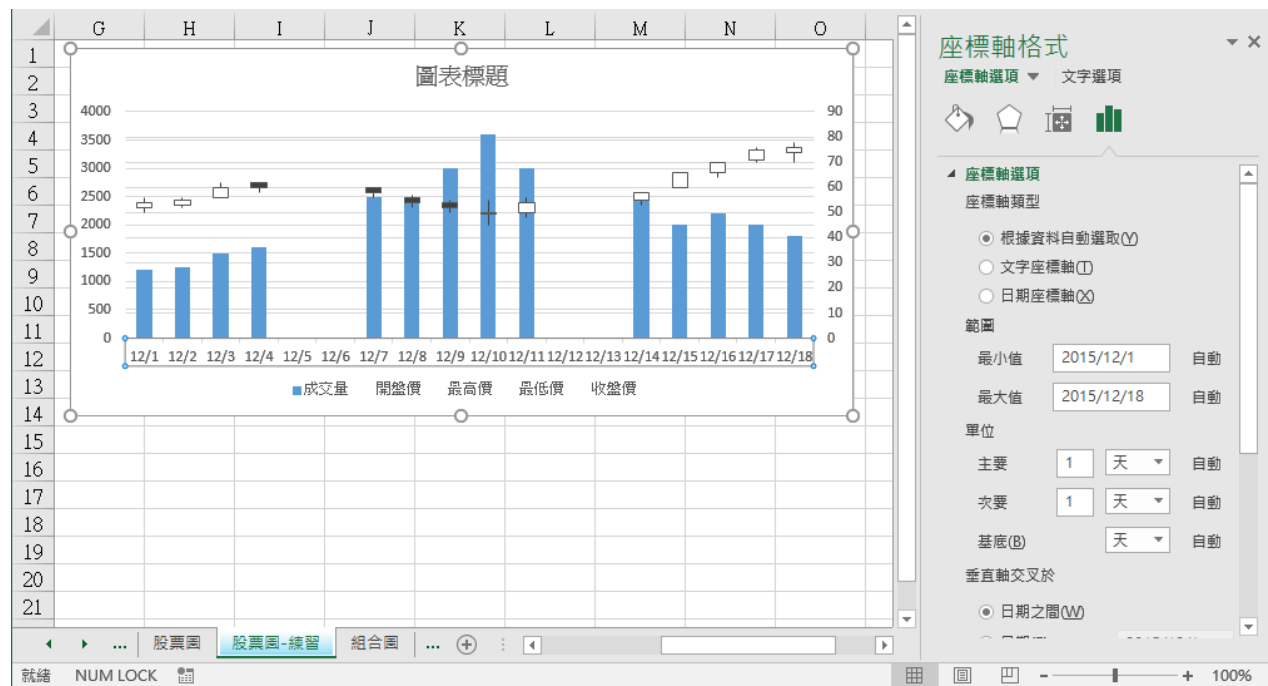 G H I J K L M N O
1
2
3
4
5
6
7
8
9
10
11
12
13
14
15
16
17
18
19
20
21
圖表標題
4000
3500
3000
2500
2000
1500
1000
500
0
90
80
70
60
50
40
30
20
10
0
12/1 12/2 12/3 12/4 12/5 12/6 12/7 12/8 12/9 12/10 12/11 12/12 12/13 12/14 12/15 12/16 12/17 12/18
成交量 開盤價 最高價 最低價 收盤價
座標軸格式
座標軸選項 文字選項
座標軸選項
座標軸類型
根據資料自動選取(Y)
文字座標軸(T)
日期座標軸(X)
範圍
最小值 2015/12/1 自動
最大值 2015/12/18 自動
單位
主要 1 天 自動
次要 1 天 自動
基底(B) 天 自動
垂直軸交叉於
日期之間(W)
... 股票圖 股票圖-練習 組合圖 ...
就緒 NUM LOCK 100%